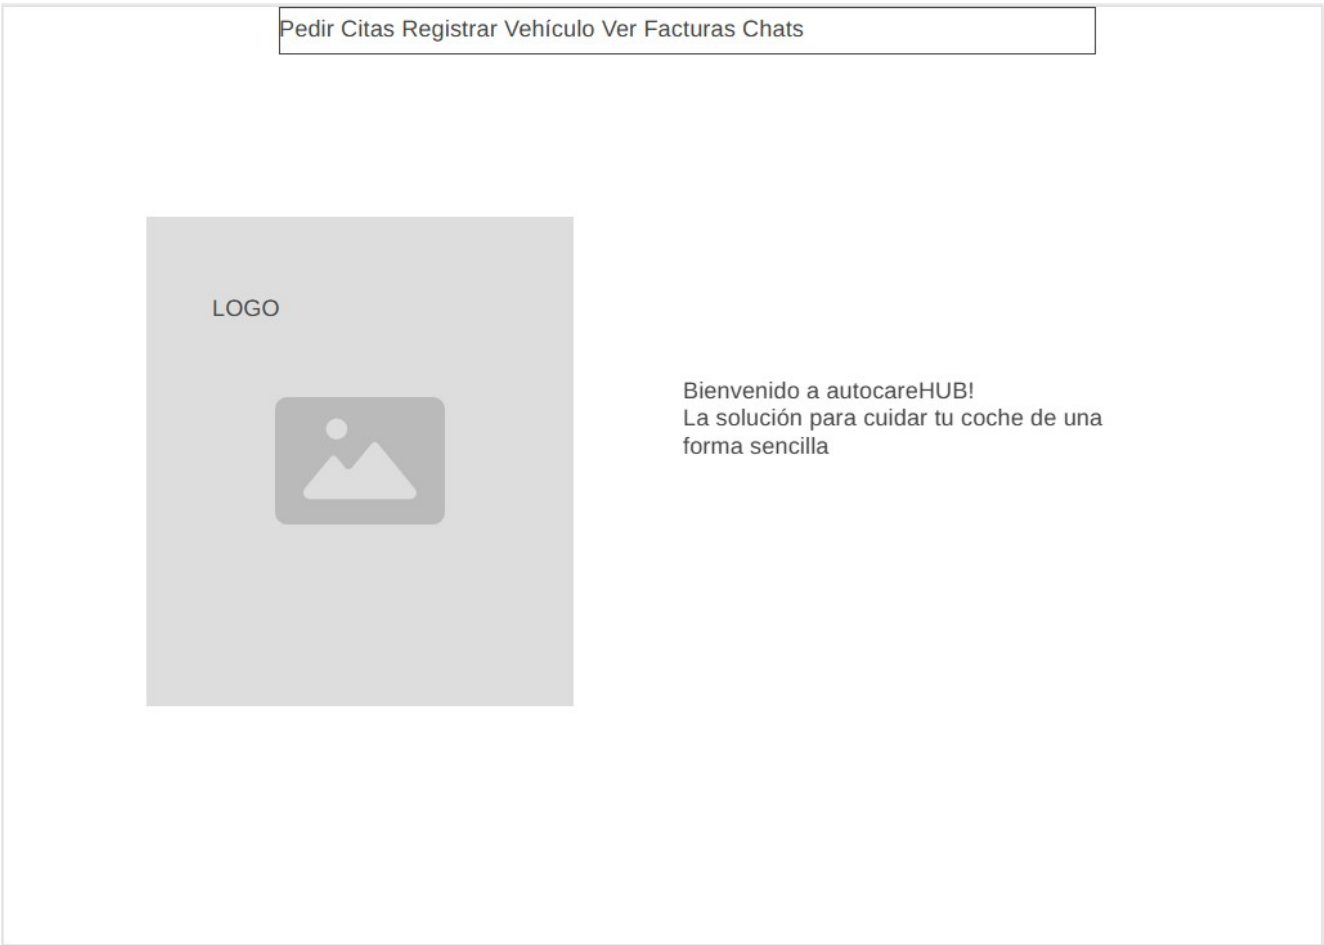 Pedir Citas Registrar Vehículo Ver Facturas Chats
LOGO
Bienvenido a autocareHUB!
La solución para cuidar tu coche de una
forma sencilla